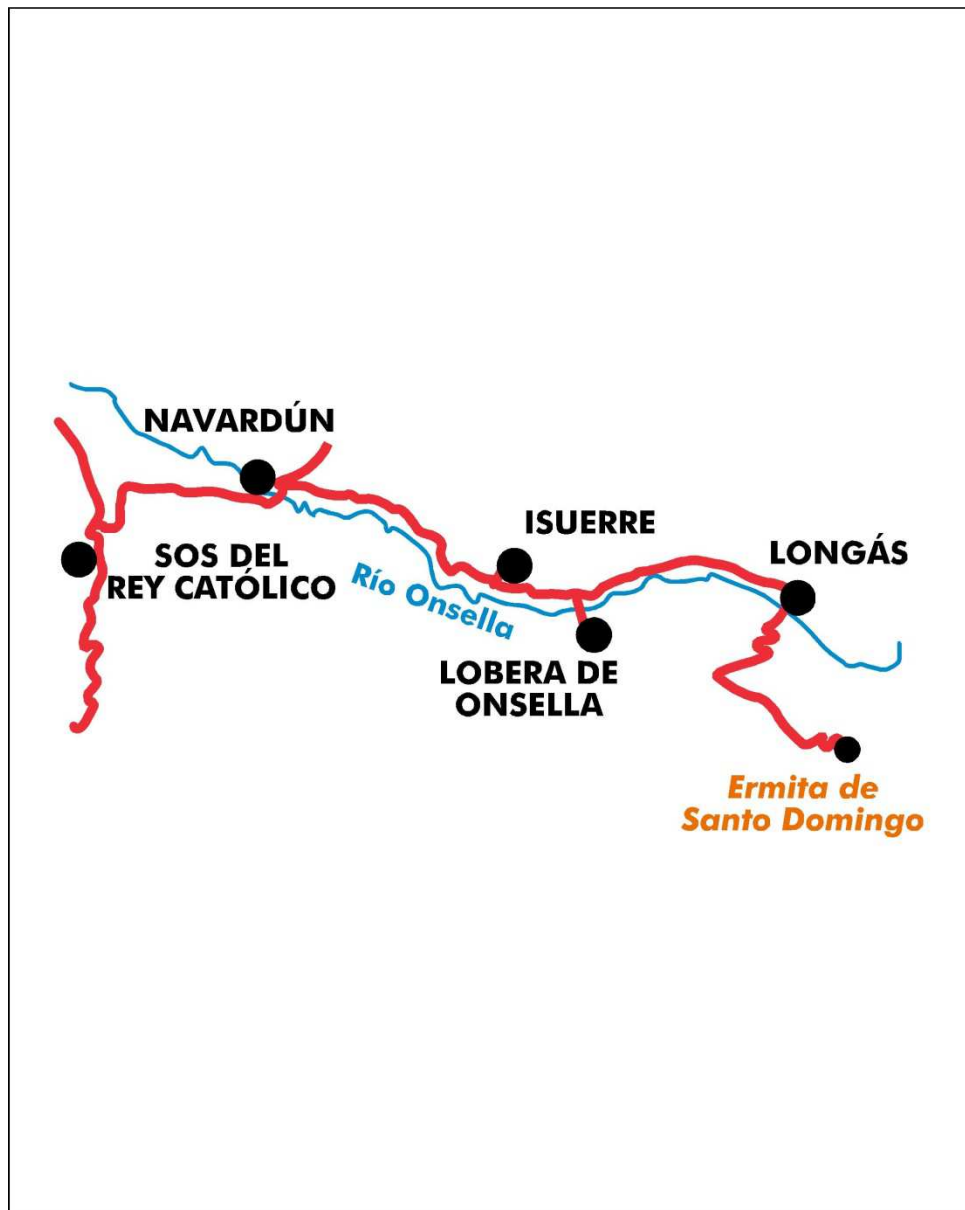 NAVARDÚN
ISUERRE
SOS DEL
REY CATÓLICO
LONGÁS
Río Onsella
LOBERA DE
ONSELLA
Ermita de
Santo Domingo